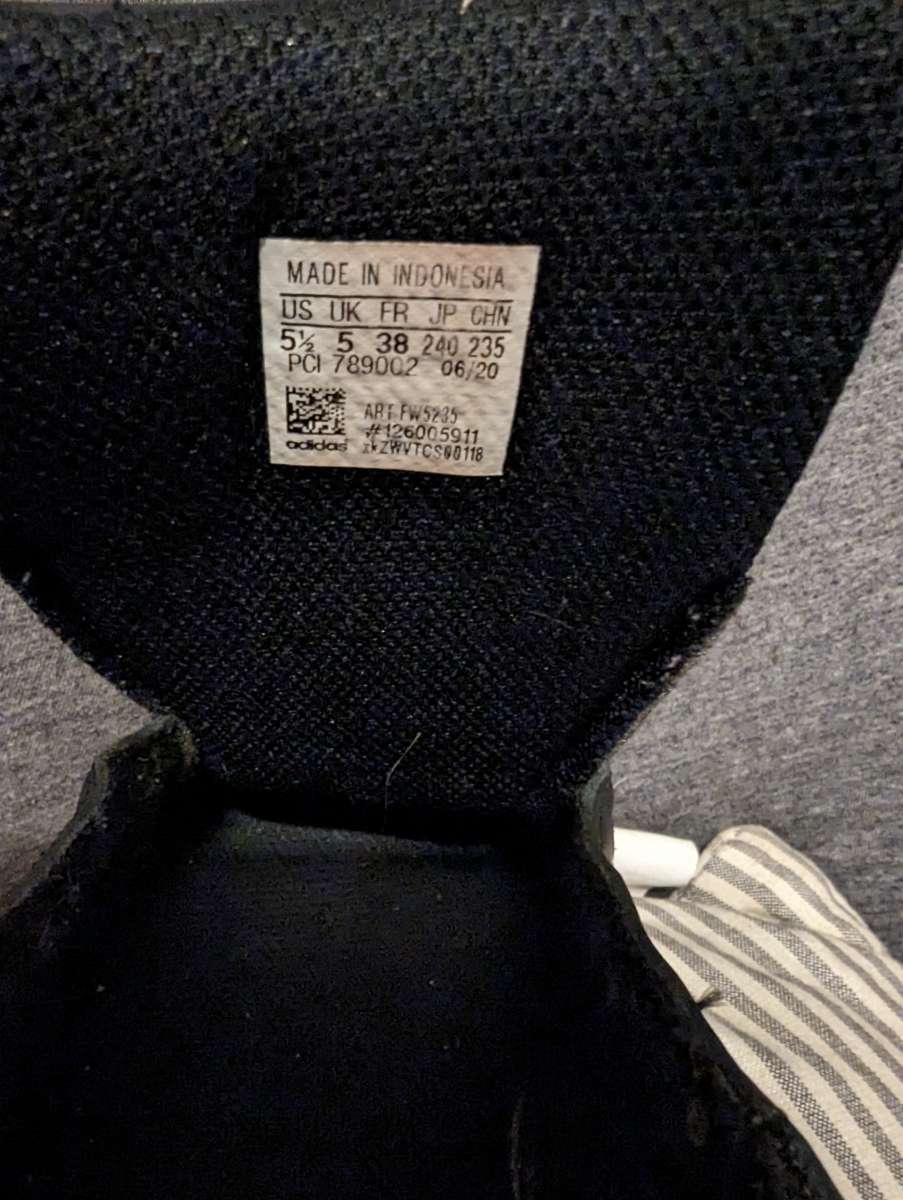 MADE IN INDONESIA
US UK FR JP CHN
5½ 5 38 240 235
PCI 789002 06/20
ART FW5235
#126005911
adidas zkZWVTCSQ0118